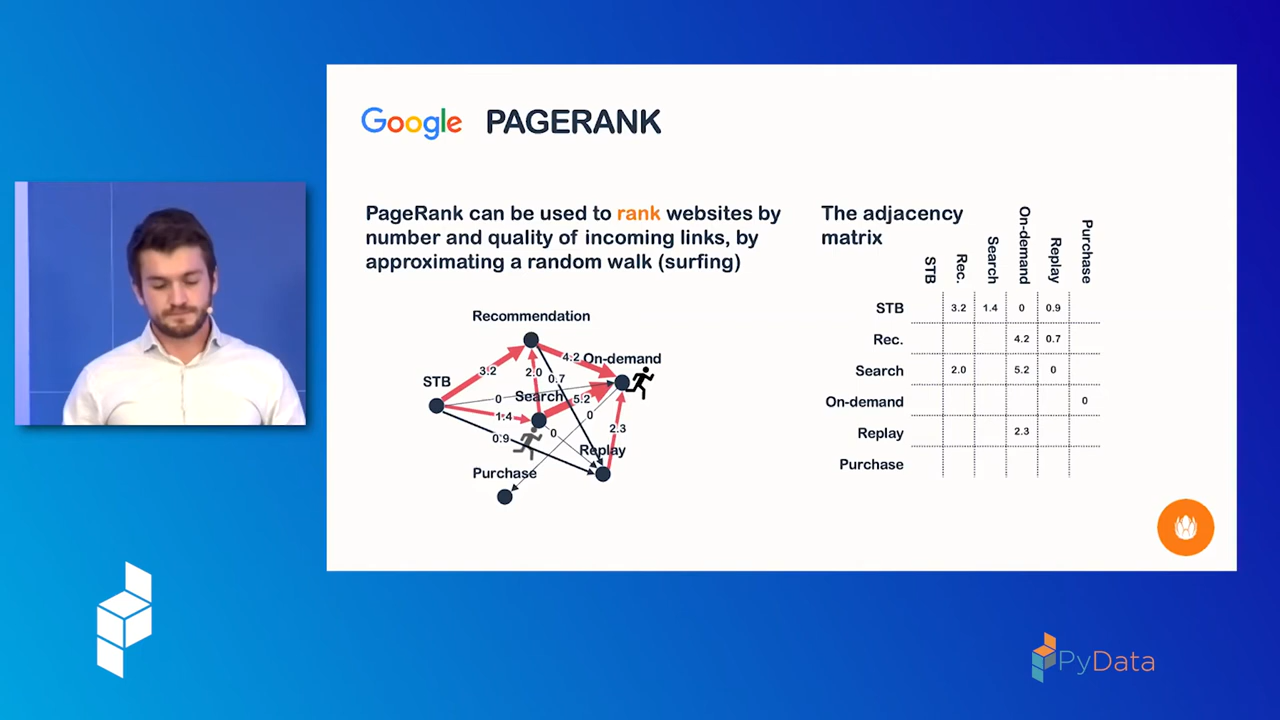 Google PAGERANK
PageRank can be used to rank websites by
number and quality of incoming links, by
approximating a random walk (surfing)
Recommendation
On-demand
STB
Search
Replay
Purchase
3.2
4.2
2.0
0.7
0
5.2
1.4
0
0.9
0
2.3
The adjacency
matrix
STB Rec. Search On-demand Replay Purchase
STB 3.2 1.4 0 0.9
Rec. 4.2 0.7
Search 2.0 5.2 0
On-demand 0
Replay 2.3
Purchase
PyData